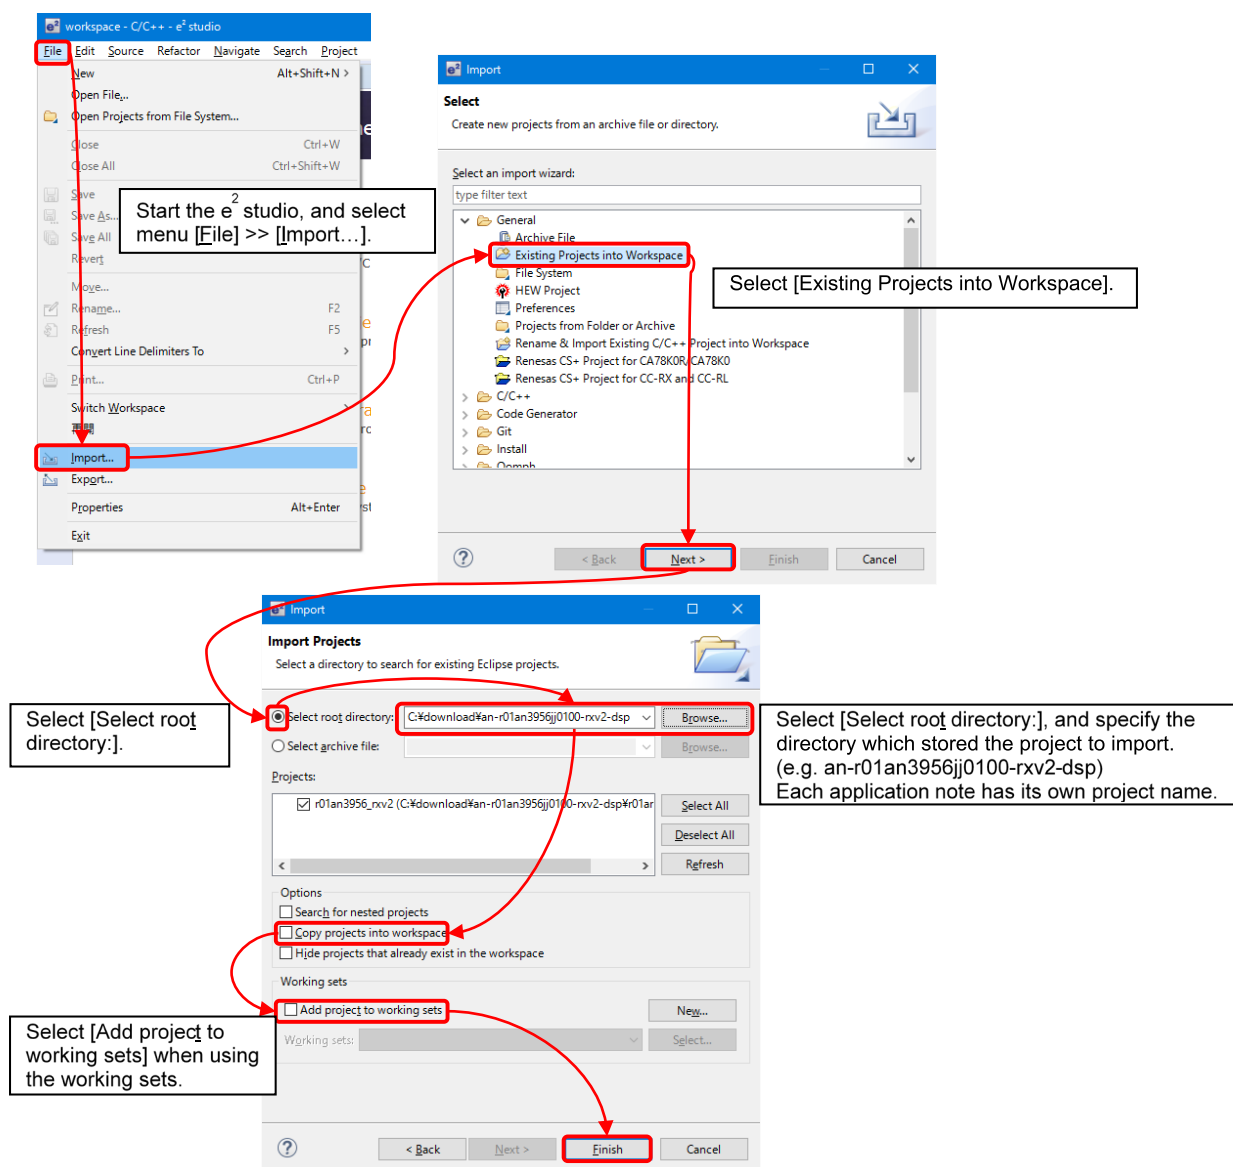 workspace - C/C++ - e² studio
File Edit Source Refactor Navigate Search Project
New Alt+Shift+N >
Open File...
Open Projects from File System...
Close Ctrl+W
Close All Ctrl+Shift+W
Save
Save As...
Save All
Revert
Move...
Rename... F2
Refresh F5
Convert Line Delimiters To >
Print... Ctrl+P
Switch Workspace >
再開
Import...
Export...
Properties Alt+Enter
Exit
Start the e² studio, and select
menu [File] >> [Import…].
Import
Select
Create new projects from an archive file or directory.
Select an import wizard:
type filter text
General
Archive File
Existing Projects into Workspace
File System
HEW Project
Preferences
Projects from Folder or Archive
Rename & Import Existing C/C++ Project into Workspace
Renesas CS+ Project for CA78K0R/CA78K0
Renesas CS+ Project for CC-RX and CC-RL
C/C++
Code Generator
Git
Install
Oomph
< Back Next > Finish Cancel
Select [Existing Projects into Workspace].
Import
Import Projects
Select a directory to search for existing Eclipse projects.
Select root directory: C:¥download¥an-r01an3956jj0100-rxv2-dsp Browse...
Select archive file: Browse...
Projects:
r01an3956_rxv2 (C:¥download¥an-r01an3956jj0100-rxv2-dsp¥r01ar
Select All
Deselect All
Refresh
Options
Search for nested projects
Copy projects into workspace
Hide projects that already exist in the workspace
Working sets
Add project to working sets New...
Working sets: Select...
< Back Next > Finish Cancel
Select [Select root
directory:].
Select [Select root directory:], and specify the
directory which stored the project to import.
(e.g. an-r01an3956jj0100-rxv2-dsp)
Each application note has its own project name.
Select [Add project to
working sets] when using
the working sets.